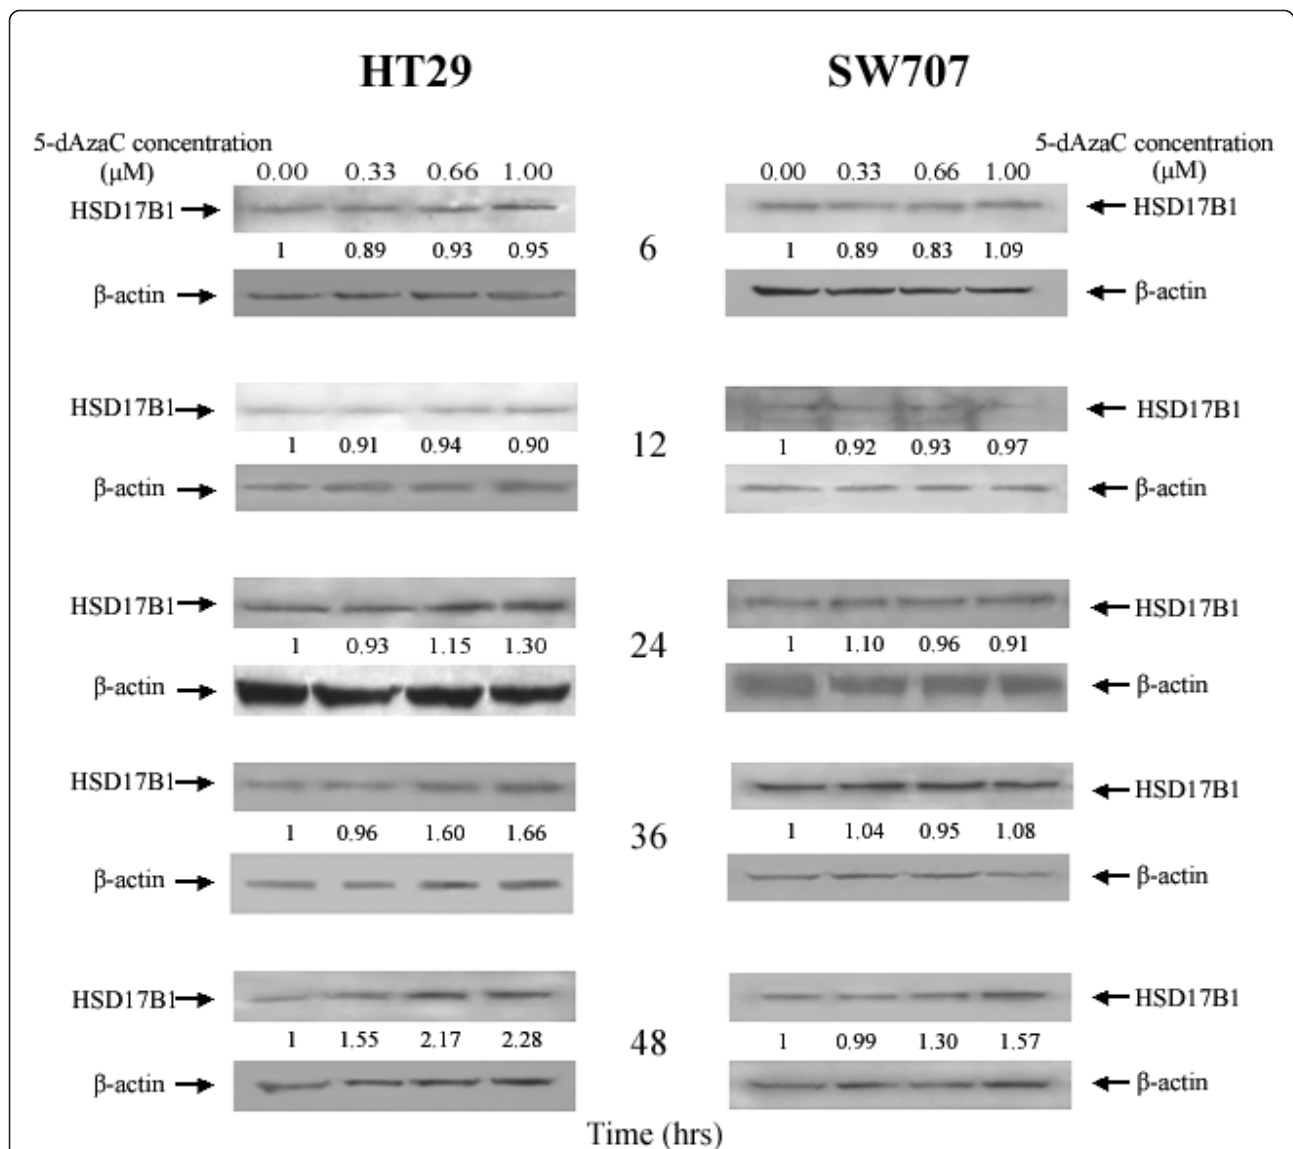 HT29 SW707
5-dAzaC concentration 5-dAzaC concentration
(μM) 0.00 0.33 0.66 1.00 0.00 0.33 0.66 1.00 (μM)
HSD17B1 HSD17B1
1 0.89 0.93 0.95 6 1 0.89 0.83 1.09
β-actin β-actin
HSD17B1 HSD17B1
1 0.91 0.94 0.90 12 1 0.92 0.93 0.97
β-actin β-actin
HSD17B1 HSD17B1
1 0.93 1.15 1.30 24 1 1.10 0.96 0.91
β-actin β-actin
HSD17B1 HSD17B1
1 0.96 1.60 1.66 36 1 1.04 0.95 1.08
β-actin β-actin
HSD17B1 HSD17B1
1 1.55 2.17 2.28 48 1 0.99 1.30 1.57
β-actin β-actin
Time (hrs)